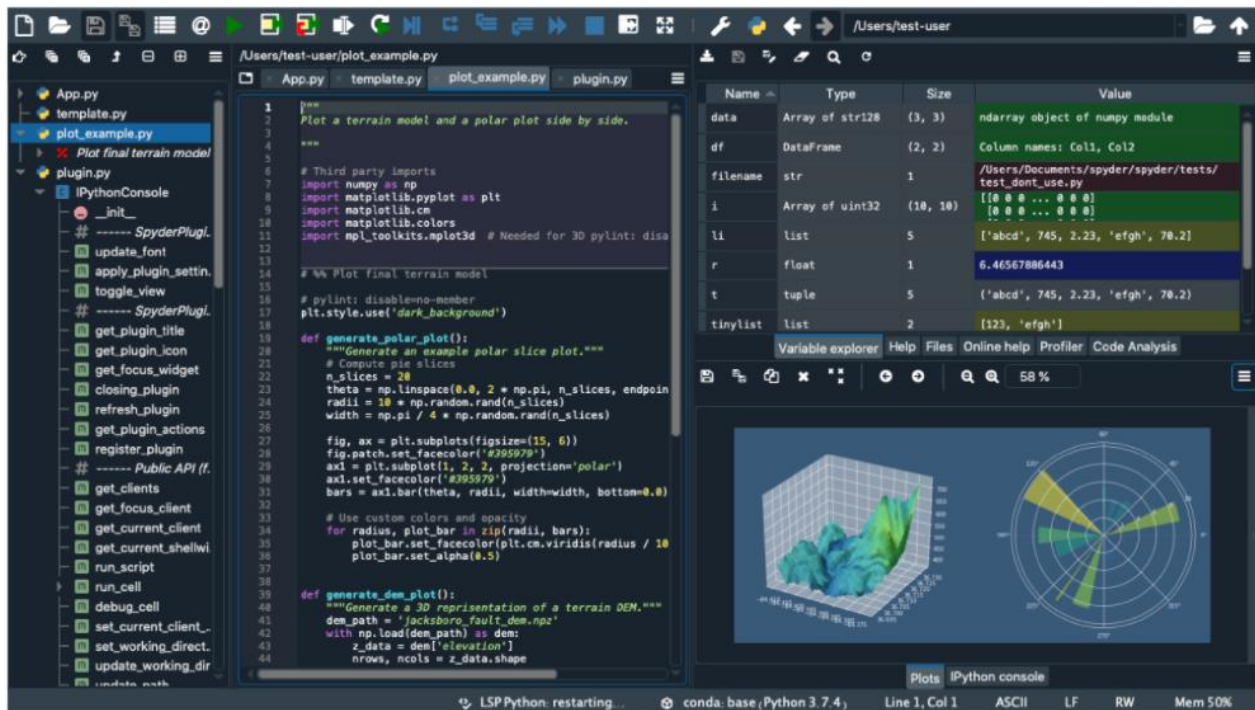 /Users/test-user
/Users/test-user/plot_example.py
App.py
template.py
plot_example.py
plugin.py
App.py
template.py
plot_example.py
Plot final terrain model
plugin.py
IPythonConsole
__init__
# ------ SpyderPlugi..
update_font
apply_plugin_settin.
toggle_view
# ------ SpyderPlugi..
get_plugin_title
get_plugin_icon
get_focus_widget
closing_plugin
refresh_plugin
get_plugin_actions
register_plugin
# ------ Public API (f.
get_clients
get_focus_client
get_current_client
get_current_shellwi.
run_script
run_cell
debug_cell
set_current_client_..
set_working_direct..
update_working_dir
update_path
1 """
2 Plot a terrain model and a polar plot side by side.
3
4 """
5
6 # Third party imports
7 import numpy as np
8 import matplotlib.pyplot as plt
9 import matplotlib.cm
10 import matplotlib.colors
11 import mpl_toolkits.mplot3d # Needed for 3D pylint: disa
12
13
14 # %% Plot final terrain model
15
16 # pylint: disable=no-member
17 plt.style.use('dark_background')
18
19 def generate_polar_plot():
20 """Generate an example polar slice plot."""
21 # Compute pie slices
22 n_slices = 20
23 theta = np.linspace(0.0, 2 * np.pi, n_slices, endpoin
24 radii = 10 * np.random.rand(n_slices)
25 width = np.pi / 4 * np.random.rand(n_slices)
26
27 fig, ax = plt.subplots(figsize=(15, 6))
28 fig.patch.set_facecolor('#395979')
29 ax1 = plt.subplot(1, 2, 2, projection='polar')
30 ax1.set_facecolor('#395979')
31 bars = ax1.bar(theta, radii, width=width, bottom=0.0)
32
33 # Use custom colors and opacity
34 for radius, plot_bar in zip(radii, bars):
35 plot_bar.set_facecolor(plt.cm.viridis(radius / 10
36 plot_bar.set_alpha(0.5)
37
38
39 def generate_dem_plot():
40 """Generate a 3D reprisentation of a terrain DEM."""
41 dem_path = 'jacksboro_fault_dem.npz'
42 with np.load(dem_path) as dem:
43 z_data = dem['elevation']
44 nrows, ncols = z_data.shape
Name Type Size Value
data Array of str128 (3, 3) ndarray object of numpy module
df DataFrame (2, 2) Column names: Col1, Col2
filename str 1 /Users/Documents/spyder/spyder/tests/
test_dont_use.py
i Array of uint32 (10, 10) [[0 0 0 ... 0 0 0]
[0 0 0 ... 0 0 0]
li list 5 ['abcd', 745, 2.23, 'efgh', 70.2]
r float 1 6.46567886443
t tuple 5 ('abcd', 745, 2.23, 'efgh', 70.2)
tinylist list 2 [123, 'efgh']
Variable explorer Help Files Online help Profiler Code Analysis
58 %
Plots IPython console
LSP Python: restarting... conda: base (Python 3.7.4) Line 1, Col 1 ASCII LF RW Mem 50%